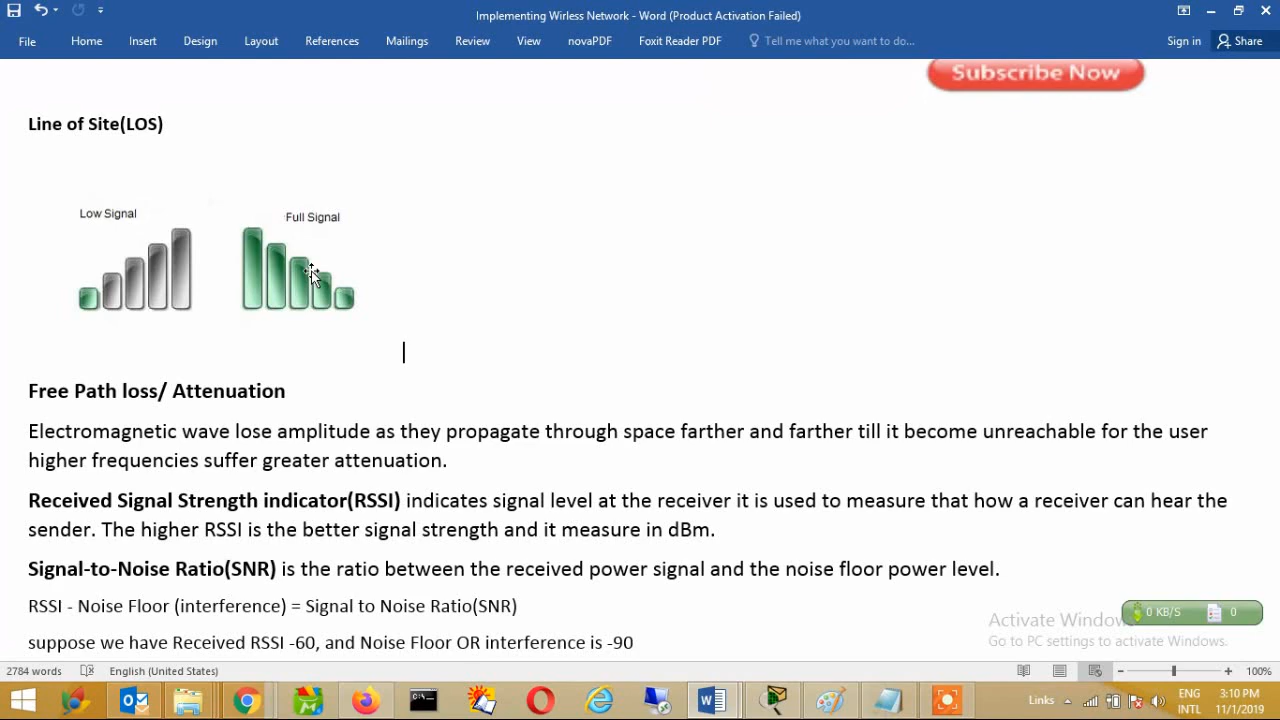 Implementing Wirless Network - Word (Product Activation Failed)
File Home Insert Design Layout References Mailings Review View novaPDF Foxit Reader PDF Tell me what you want to do... Sign in Share
Subscribe Now
Line of Site(LOS)
Low Signal
Full Signal
Free Path loss/ Attenuation
Electromagnetic wave lose amplitude as they propagate through space farther and farther till it become unreachable for the user
higher frequencies suffer greater attenuation.
Received Signal Strength indicator(RSSI) indicates signal level at the receiver it is used to measure that how a receiver can hear the
sender. The higher RSSI is the better signal strength and it measure in dBm.
Signal-to-Noise Ratio(SNR) is the ratio between the received power signal and the noise floor power level.
RSSI - Noise Floor (interference) = Signal to Noise Ratio(SNR)
suppose we have Received RSSI -60, and Noise Floor OR interference is -90
0 KB/S 0
Activate Window
Go to PC settings to activate Windows.
2784 words English (United States) 100%
Links ENG 3:10 PM
INTL 11/1/2019